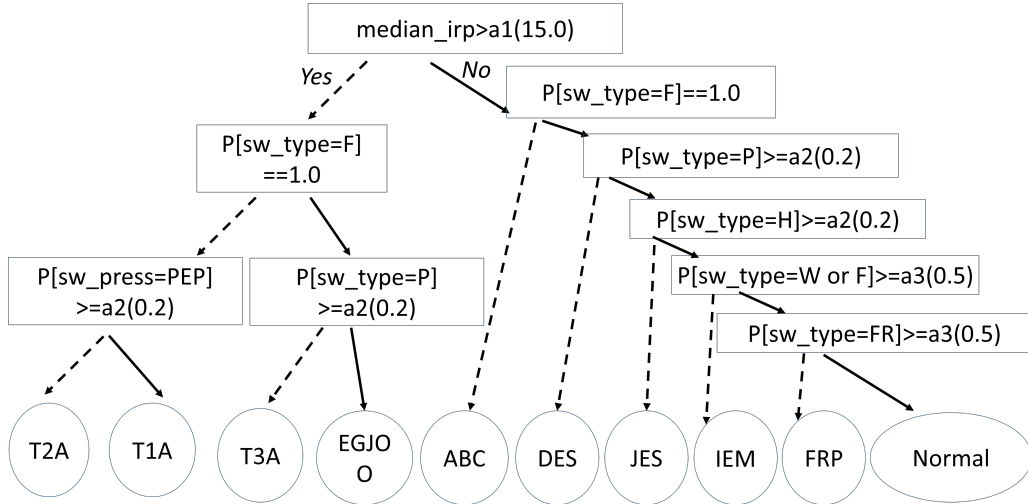 median_irp>a1(15.0)
Yes
No
P[sw_type=F]==1.0
P[sw_type=F]
==1.0
P[sw_type=P]>=a2(0.2)
P[sw_type=H]>=a2(0.2)
P[sw_press=PEP]
>=a2(0.2)
P[sw_type=P]
>=a2(0.2)
P[sw_type=W or F]>=a3(0.5)
P[sw_type=FR]>=a3(0.5)
T2A
T1A
T3A
EGJO
O
ABC
DES
JES
IEM
FRP
Normal